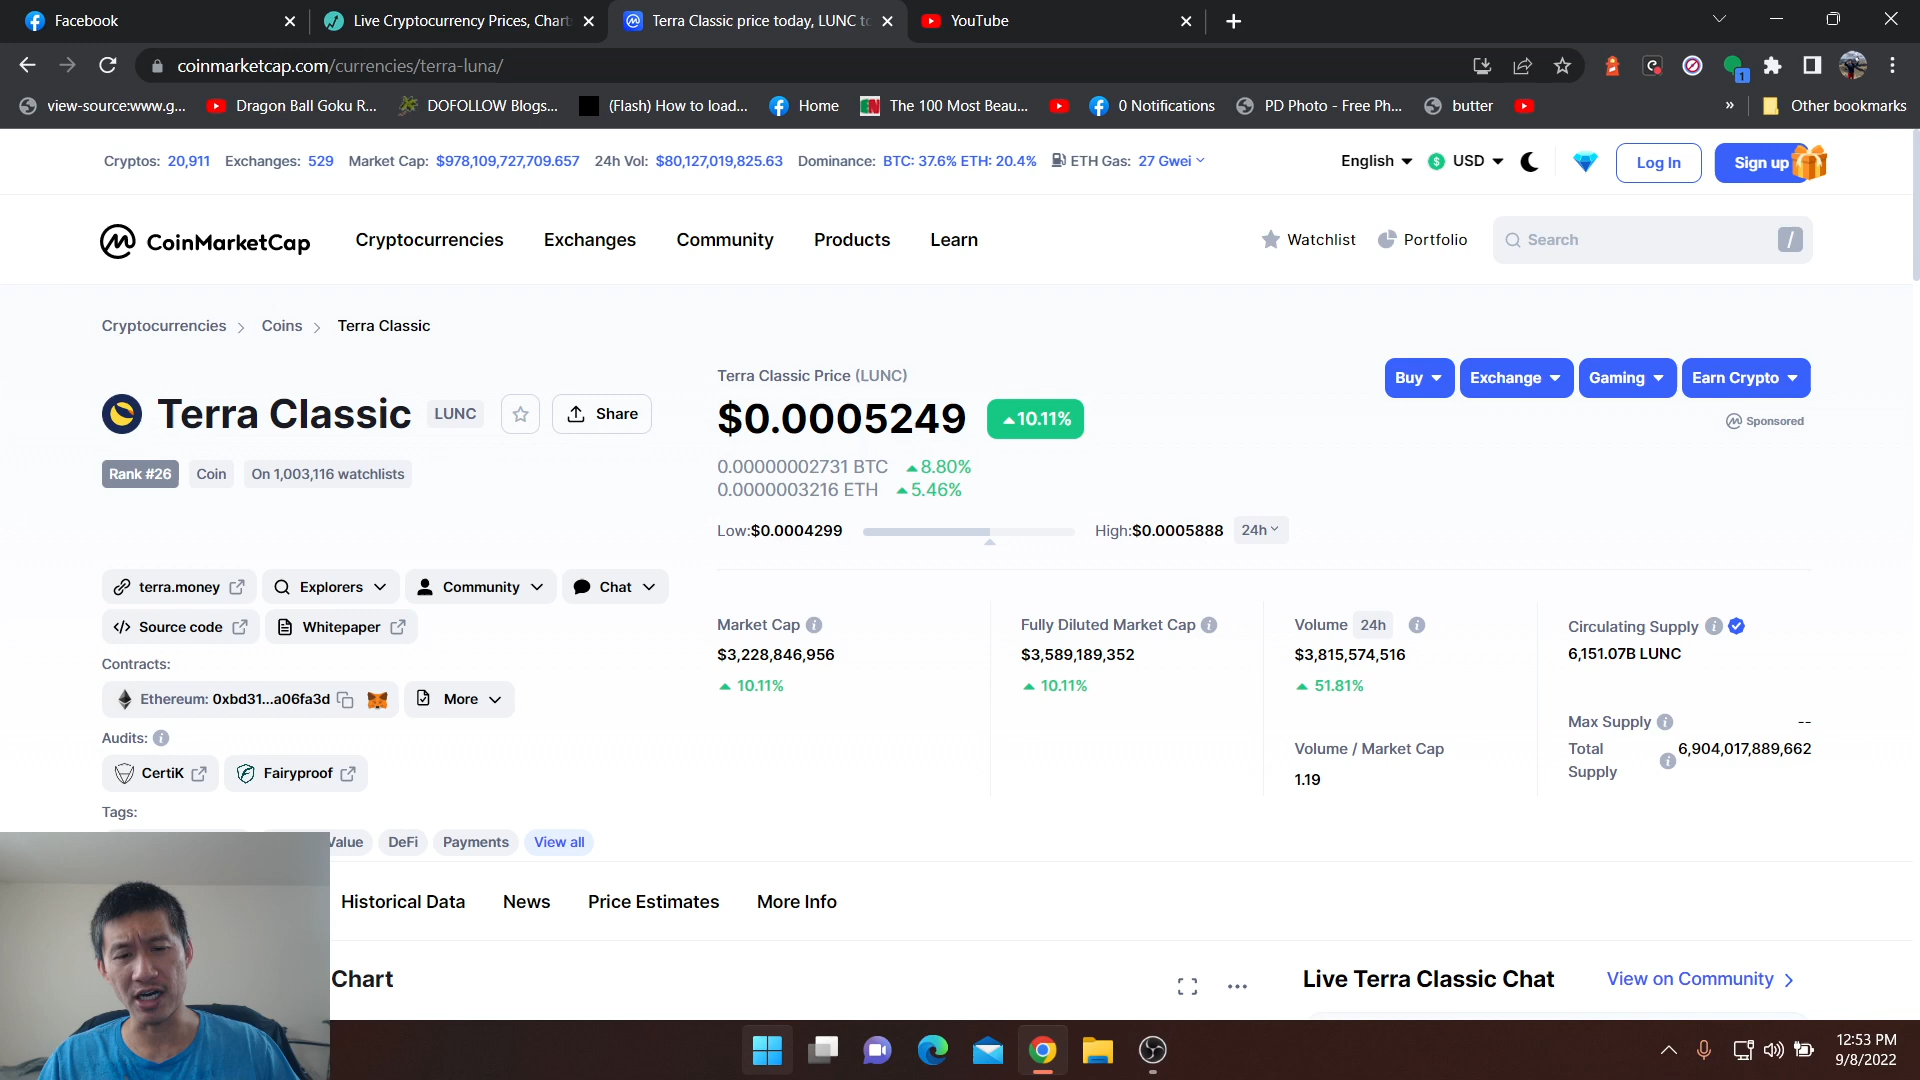 Facebook
Live Cryptocurrency Prices, Chart
Terra Classic price today, LUNC to
YouTube
coinmarketcap.com/currencies/terra-luna/
1
view-source:www.g...
Dragon Ball Goku R...
DOFOLLOW Blogs...
(Flash) How to load...
Home
The 100 Most Beau...
0 Notifications
PD Photo - Free Ph...
butter
»
Other bookmarks
Cryptos: 20,911 Exchanges: 529 Market Cap: $978,109,727,709.657 24h Vol: $80,127,019,825.63 Dominance: BTC: 37.6% ETH: 20.4% ETH Gas: 27 Gwei
English
USD
Log In
Sign up
CoinMarketCap
Cryptocurrencies
Exchanges
Community
Products
Learn
Watchlist
Portfolio
Search
/
Cryptocurrencies > Coins > Terra Classic
Terra Classic LUNC
Share
Rank #26
Coin
On 1,003,116 watchlists
Terra Classic Price (LUNC)
$0.0005249 10.11%
0.00000002731 BTC 8.80%
0.0000003216 ETH 5.46%
Low:$0.0004299
High:$0.0005888
24h
Buy
Exchange
Gaming
Earn Crypto
Sponsored
terra.money
Explorers
Community
Chat
Source code
Whitepaper
Contracts:
Ethereum: 0xbd31...a06fa3d
More
Audits:
CertiK
Fairyproof
Tags:
Value
DeFi
Payments
View all
Market Cap
$3,228,846,956
10.11%
Fully Diluted Market Cap
$3,589,189,352
10.11%
Volume 24h
$3,815,574,516
51.81%
Volume / Market Cap
1.19
Circulating Supply
6,151.07B LUNC
Max Supply --
Total Supply 6,904,017,889,662
Historical Data
News
Price Estimates
More Info
Chart
Live Terra Classic Chat
View on Community >
12:53 PM
9/8/2022